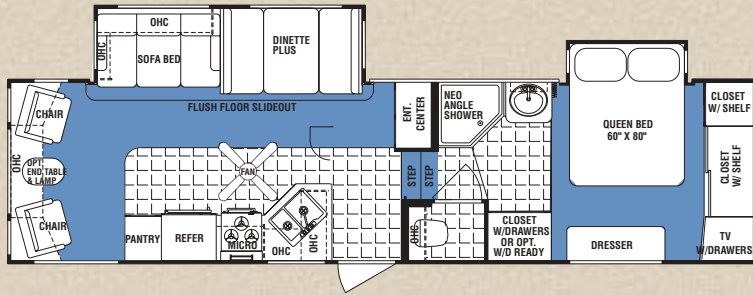 OHC
OHC
SOFA BED
DINETTE
PLUS
FLUSH FLOOR SLIDEOUT
CHAIR
OHC
OPT.
END TABLE
& LAMP
CHAIR
FAN
PANTRY
REFER
MICRO
OHC
OHC
ENT.
CENTER
STEP
STEP
NEO
ANGLE
SHOWER
OHC
CLOSET
W/DRAWERS
OR OPT.
W/D READY
QUEEN BED
60" X 80"
DRESSER
CLOSET
W/ SHELF
CLOSET
W/ SHELF
TV
W/DRAWERS